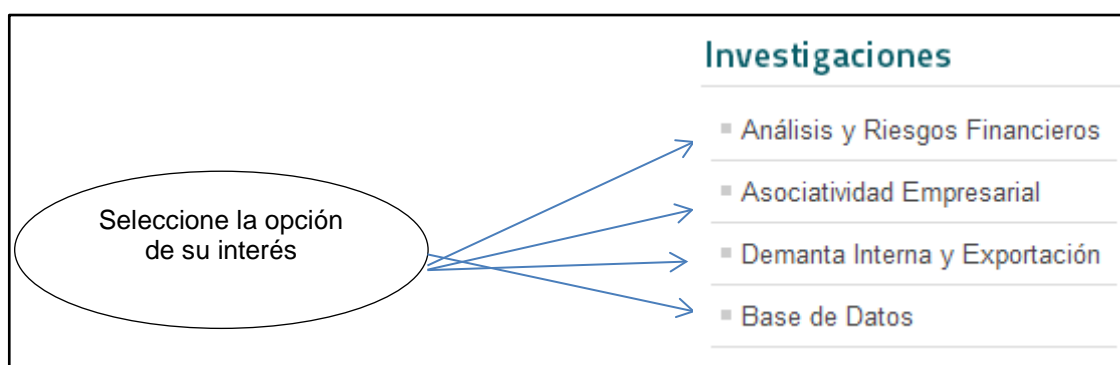 Investigaciones
Análisis y Riesgos Financieros
Asociatividad Empresarial
Demanta Interna y Exportación
Base de Datos
Seleccione la opción
de su interés